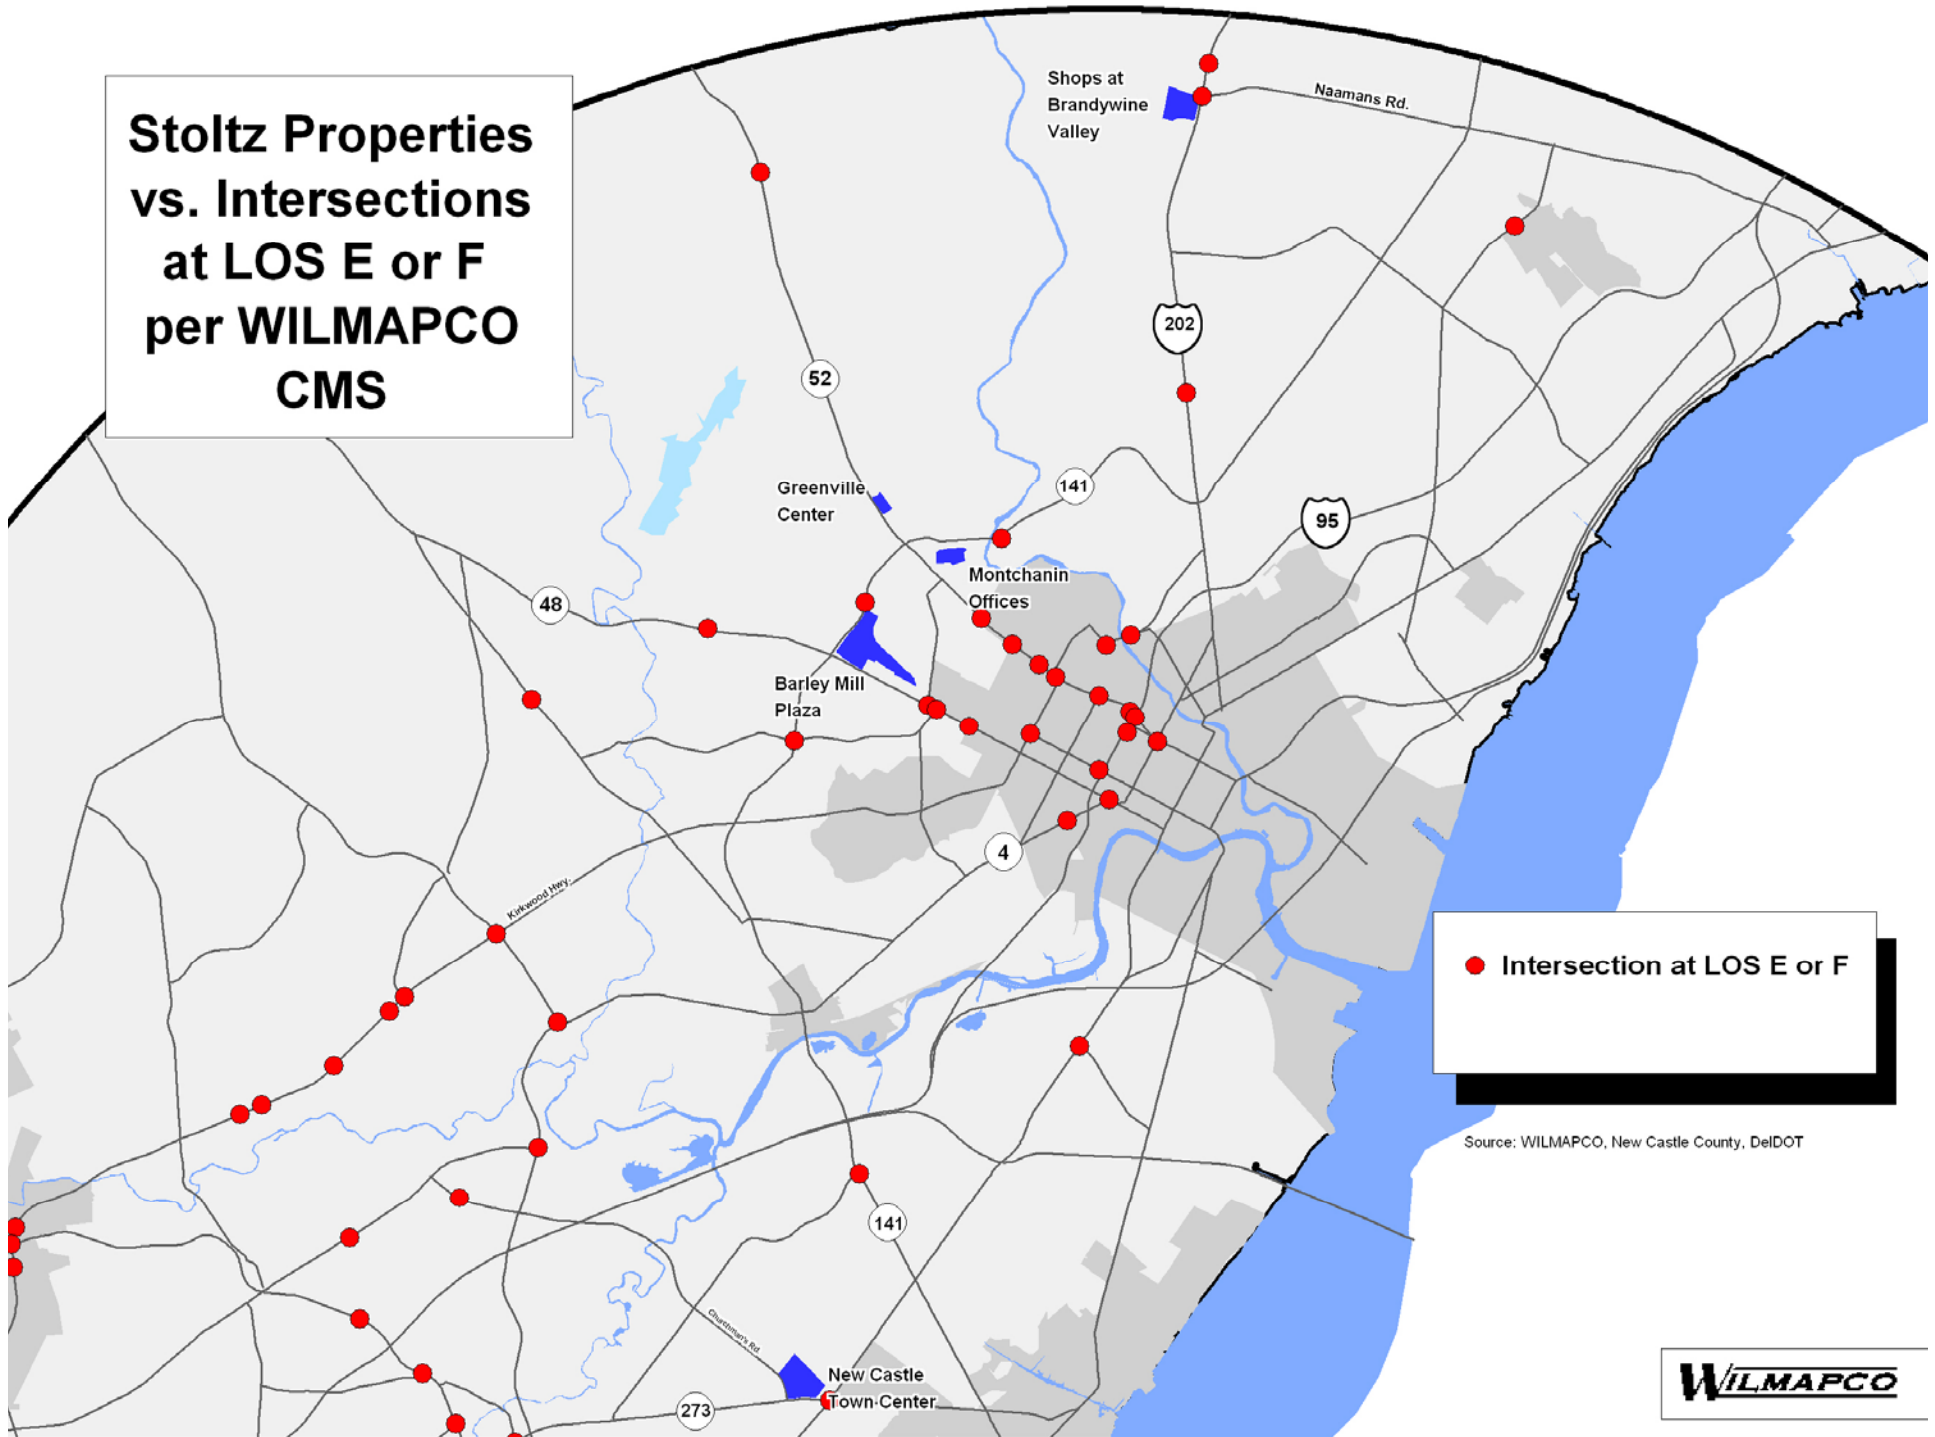 Stoltz Properties
vs. Intersections
at LOS E or F
per WILMAPCO
CMS
Shops at
Brandywine
Valley
Naamans Rd.
202
52
Greenville
Center
141
95
Montchanin
Offices
48
Barley Mill
Plaza
4
Kirkwood Hwy.
Intersection at LOS E or F
Source: WILMAPCO, New Castle County, DelDOT
141
Churchman's Rd.
New Castle
Town Center
273
WILMAPCO